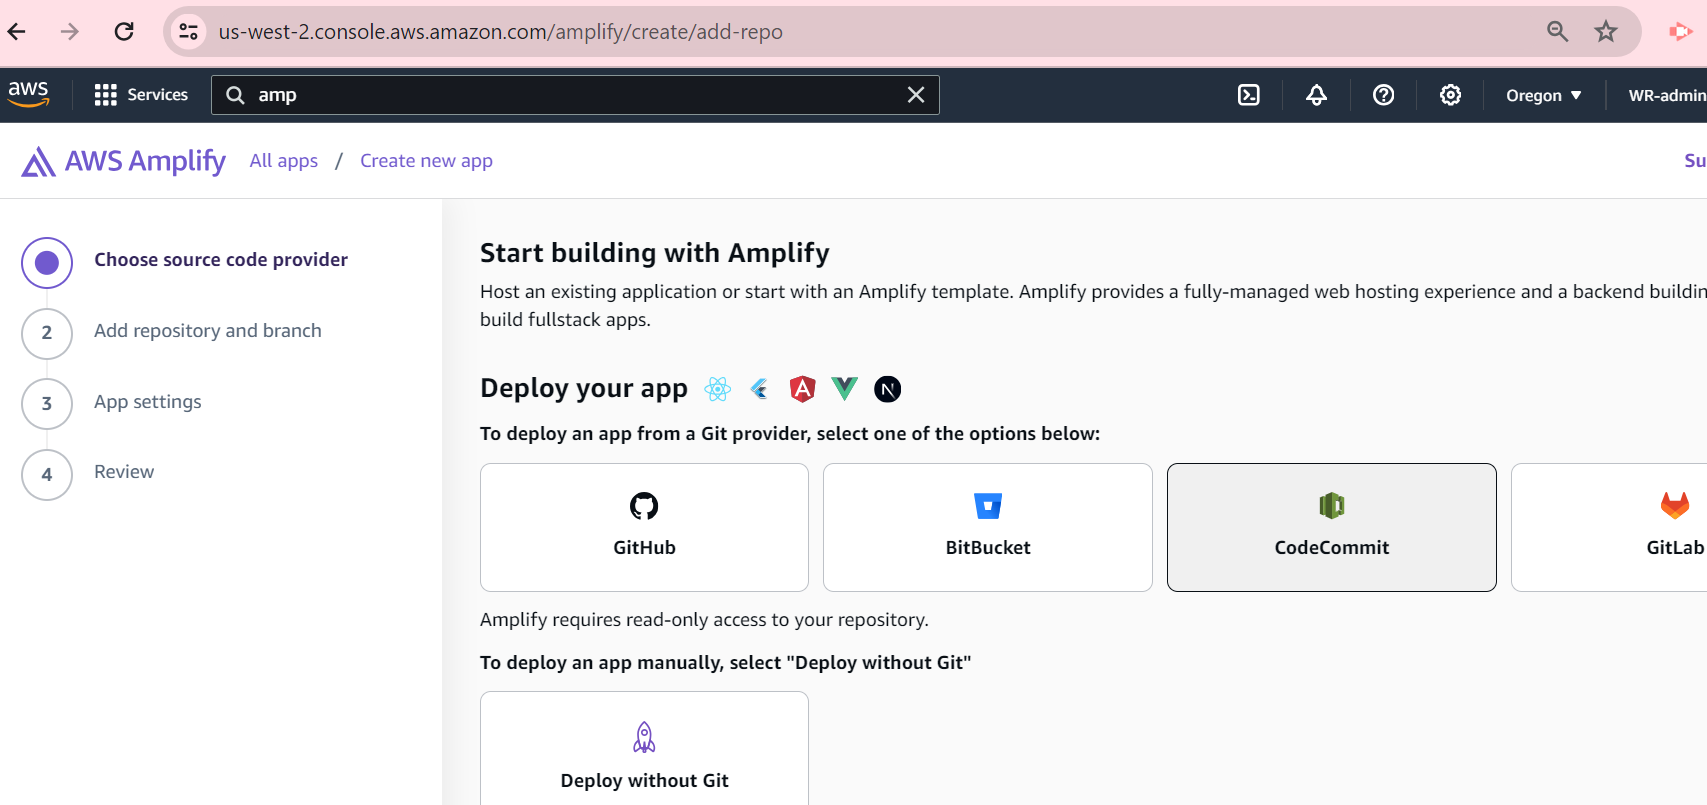 us-west-2.console.aws.amazon.com/amplify/create/add-repo
aws Services amp Oregon WR-admin
AWS Amplify All apps / Create new app Su
Choose source code provider
2 Add repository and branch
3 App settings
4 Review
Start building with Amplify
Host an existing application or start with an Amplify template. Amplify provides a fully-managed web hosting experience and a backend buildin
build fullstack apps.
Deploy your app
To deploy an app from a Git provider, select one of the options below:
GitHub BitBucket CodeCommit GitLab
Amplify requires read-only access to your repository.
To deploy an app manually, select "Deploy without Git"
Deploy without Git